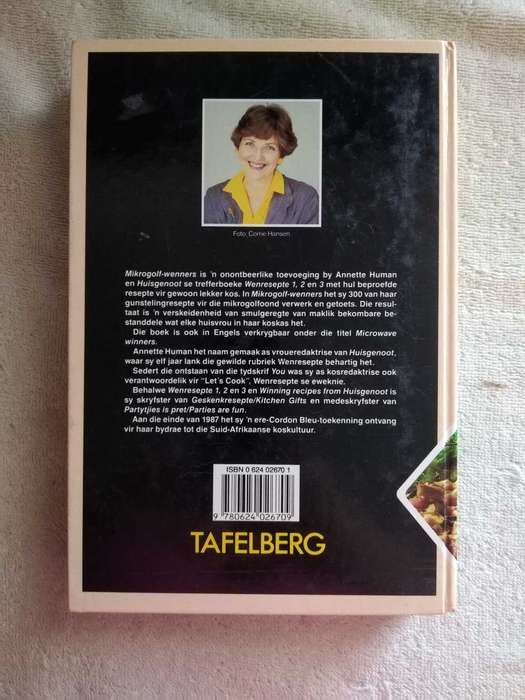 Foto: Corrie Hansen
Mikrogolf-wenners is 'n onontbeerlike toevoeging by Annette Human
en Huisgenoot se trefferboeke Wenresepte 1, 2 en 3 met hul beproefde
resepte vir gewoon lekker kos. In Mikrogolf-wenners het sy 300 van haar
gunstelingresepte vir die mikrogolfoond verwerk en getoets. Die resul-
taat is 'n verskeidenheid van smulgeregte van maklik bekombare be-
standdele wat elke huisvrou in haar koskas het.
Die boek is ook in Engels verkrygbaar onder die titel Microwave
winners.
Annette Human het naam gemaak as vroueredaktrise van Huisgenoot,
waar sy elf jaar lank die gewilde rubriek Wenresepte behartig het.
Sedert die ontstaan van die tydskrif You was sy as kosredaktrise ook
verantwoordelik vir "Let's Cook", Wenresepte se eweknie.
Behalwe Wenresepte 1, 2 en 3 en Winning recipes from Huisgenoot is
sy skryfster van Geskenkresepte/Kitchen Gifts en medeskryfster van
Partytjies is pret/Parties are fun.
Aan die einde van 1987 het sy 'n ere-Cordon Bleu-toekenning ontvang
vir haar bydrae tot die Suid-Afrikaanse koskultuur.
ISBN 0 624 02670 1
9 780624 026709
TAFELBERG